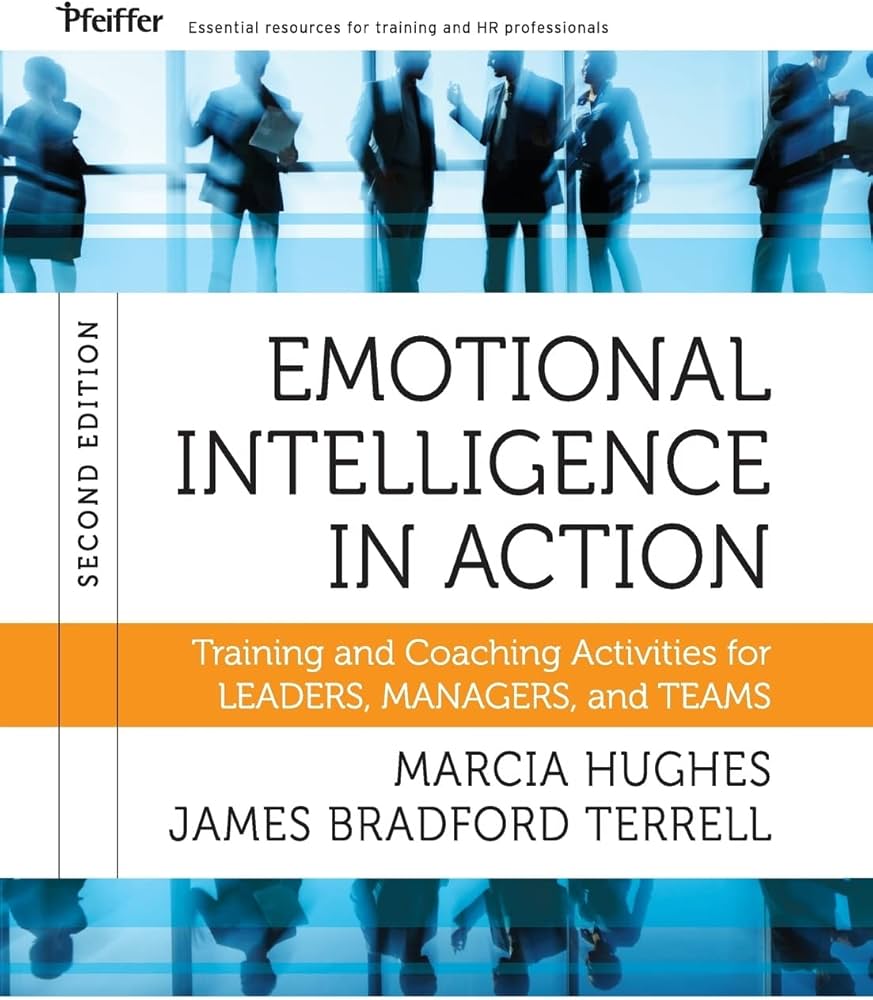 Pfeiffer
Essential resources for training and HR professionals
SECOND EDITION
EMOTIONAL
INTELLIGENCE
IN ACTION
Training and Coaching Activities for
LEADERS, MANAGERS, and TEAMS
MARCIA HUGHES
JAMES BRADFORD TERRELL